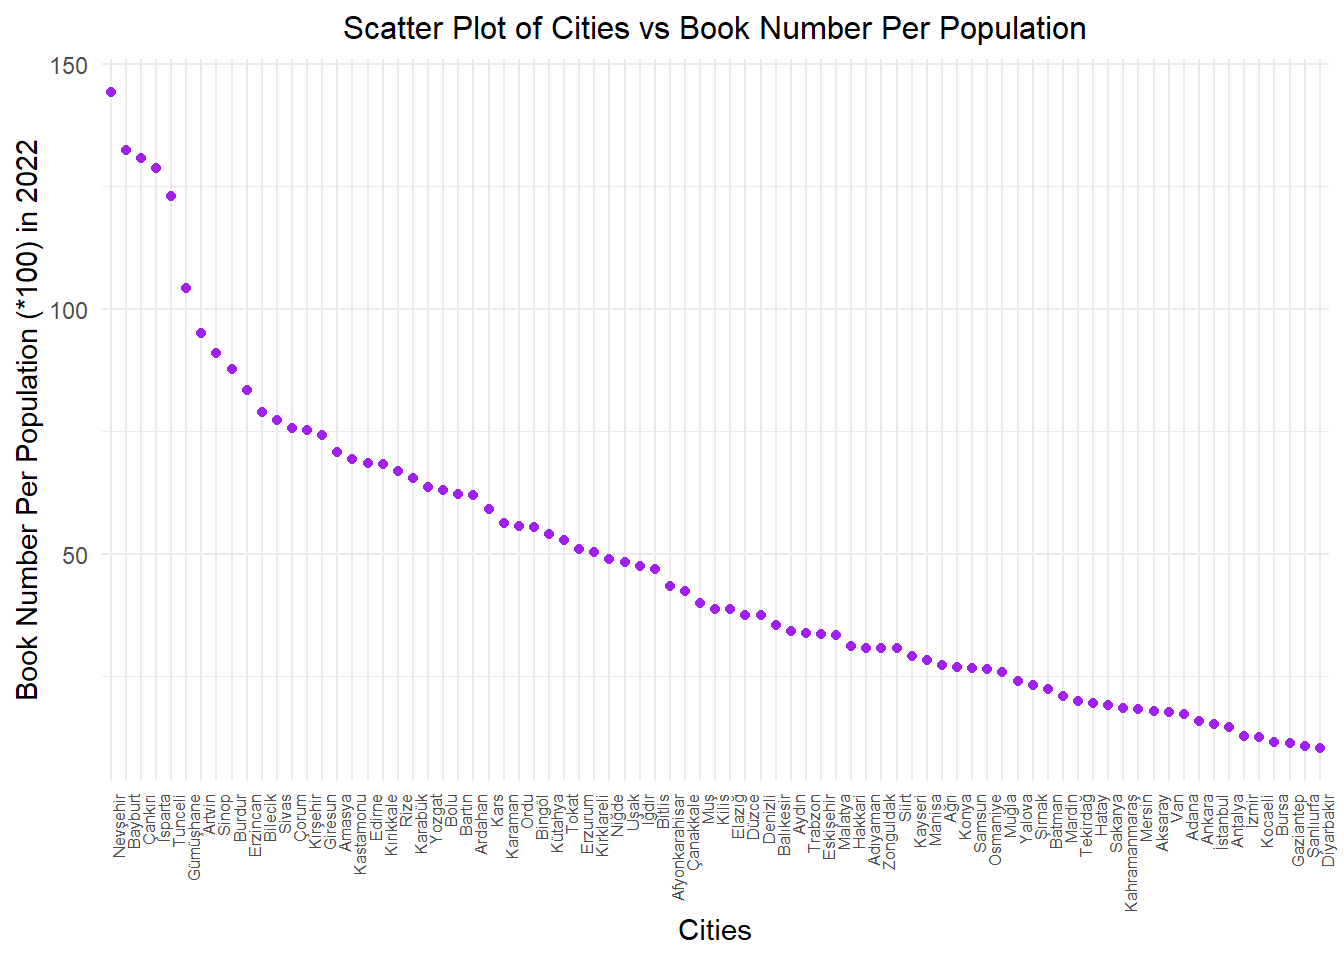 Scatter Plot of Cities vs Book Number Per Population
Book Number Per Population (*100) in 2022
150
100
50
Nevşehir
Bayburt
Çankırı
Isparta
Tunceli
Gümüşhane
Artvin
Sinop
Burdur
Erzincan
Bilecik
Sivas
Çorum
Kırşehir
Giresun
Amasya
Kastamonu
Edirne
Kırıkkale
Rize
Karabük
Yozgat
Bolu
Bartın
Ardahan
Kars
Karaman
Ordu
Bingöl
Kütahya
Tokat
Erzurum
Kırklareli
Niğde
Uşak
Iğdır
Bitlis
Afyonkarahisar
Çanakkale
Muş
Kilis
Elazığ
Düzce
Denizli
Balıkesir
Aydın
Trabzon
Eskişehir
Malatya
Hakkari
Adıyaman
Zonguldak
Siirt
Kayseri
Manisa
Ağrı
Konya
Samsun
Osmaniye
Muğla
Yalova
Şırnak
Batman
Mardin
Tekirdağ
Hatay
Sakarya
Kahramanmaraş
Mersin
Aksaray
Van
Adana
Ankara
İstanbul
Antalya
İzmir
Kocaeli
Bursa
Gaziantep
Şanlıurfa
Diyarbakır
Cities